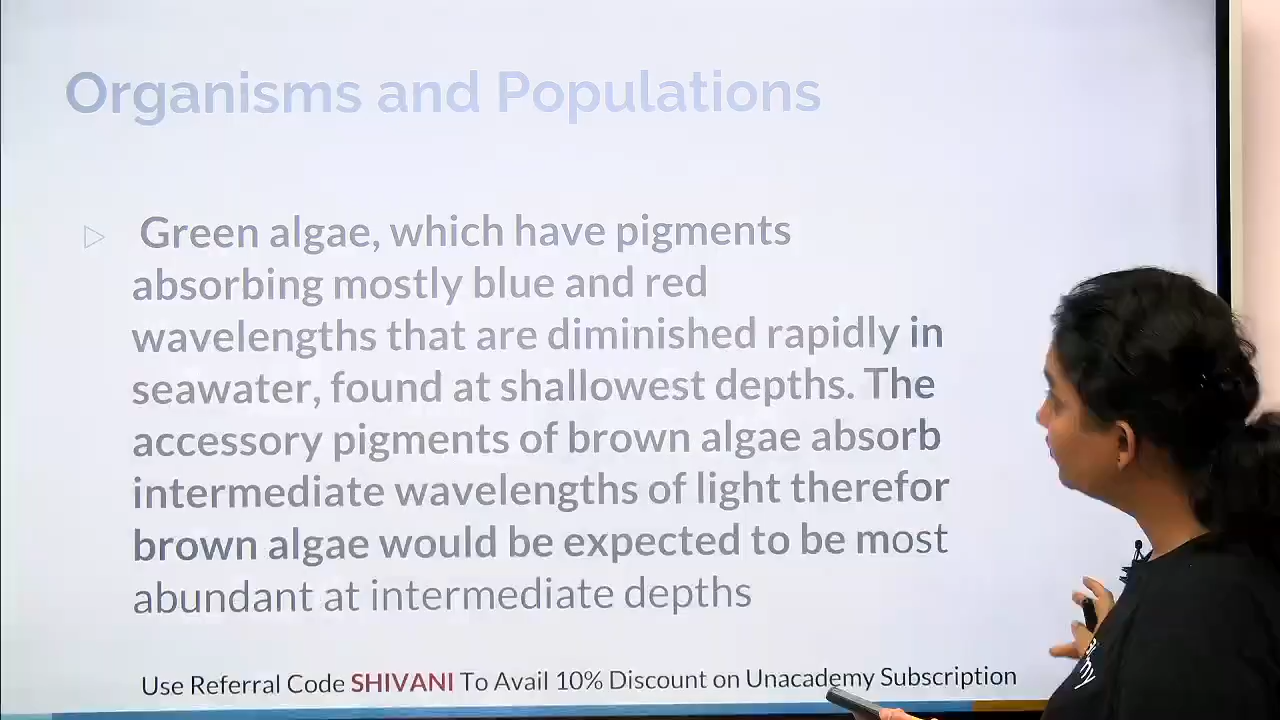 Organisms and Populations
Green algae, which have pigments
absorbing mostly blue and red
wavelengths that are diminished rapidly in
seawater, found at shallowest depths. The
accessory pigments of brown algae absorb
intermediate wavelengths of light therefor
brown algae would be expected to be most
abundant at intermediate depths
Use Referral Code SHIVANI To Avail 10% Discount on Unacademy Subscription